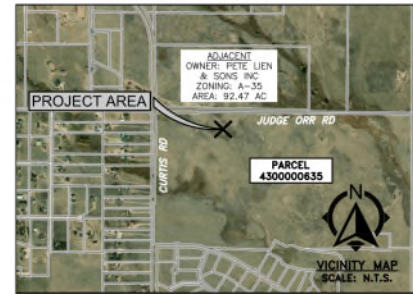 ADJACENT
OWNER: PETE LIEN
& SONS INC
ZONING: A-35
AREA: 92.47 AC
PROJECT AREA
JUDGE ORR RD
CURTIS RD
PARCEL
4300000635
N
VICINITY MAP
SCALE: N.T.S.